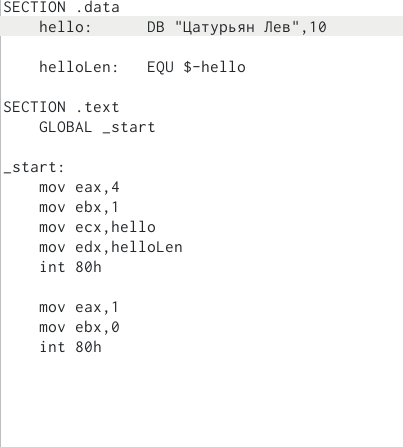 SECTION .data
    hello:      DB "Цатурьян Лев",10

    helloLen:   EQU $-hello

SECTION .text
    GLOBAL _start

_start:
    mov eax,4
    mov ebx,1
    mov ecx,hello
    mov edx,helloLen
    int 80h

    mov eax,1
    mov ebx,0
    int 80h